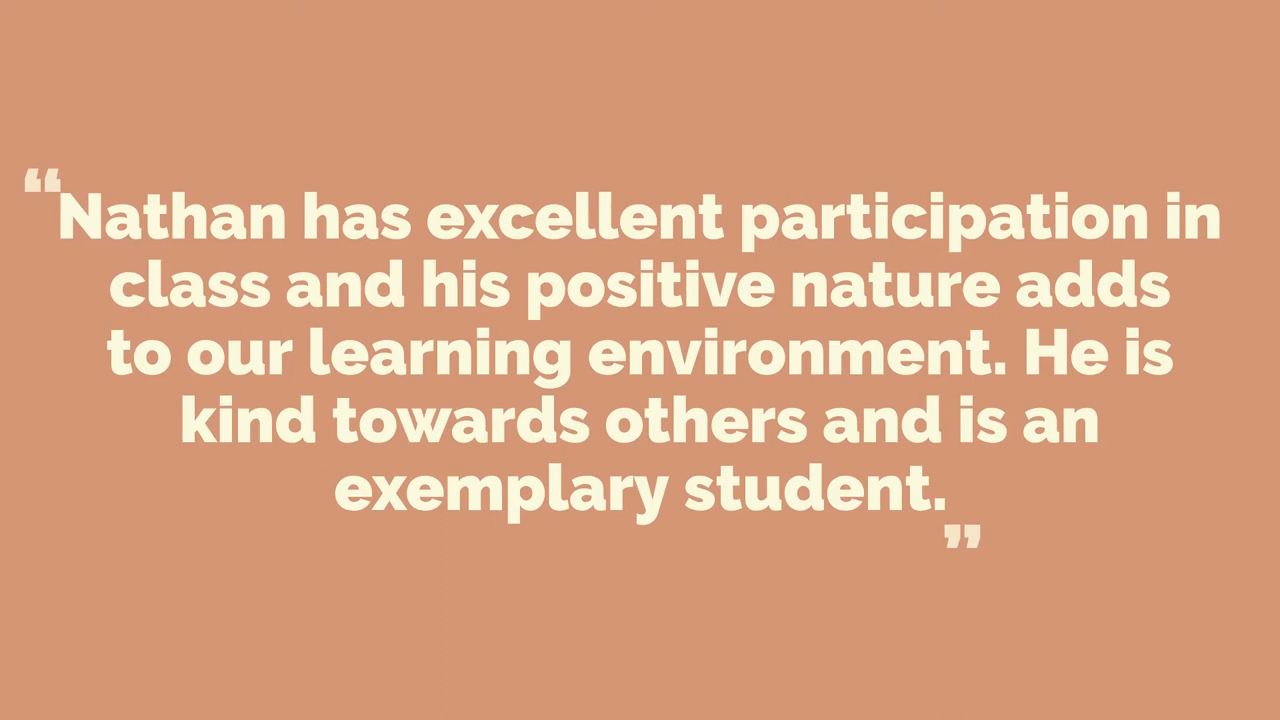 “Nathan has excellent participation in
class and his positive nature adds
to our learning environment. He is
kind towards others and is an
exemplary student.”